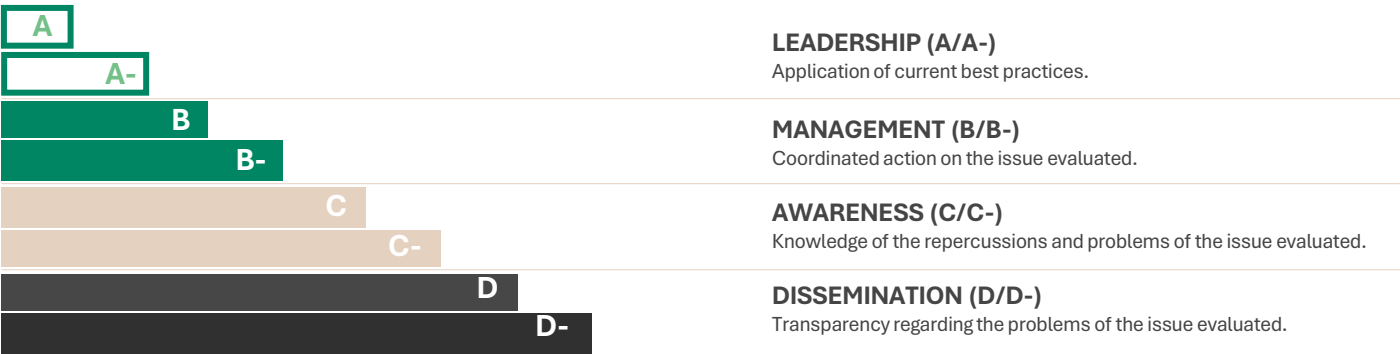 A
A-
LEADERSHIP (A/A-)
Application of current best practices.
B
B-
MANAGEMENT (B/B-)
Coordinated action on the issue evaluated.
C
C-
AWARENESS (C/C-)
Knowledge of the repercussions and problems of the issue evaluated.
D
D-
DISSEMINATION (D/D-)
Transparency regarding the problems of the issue evaluated.